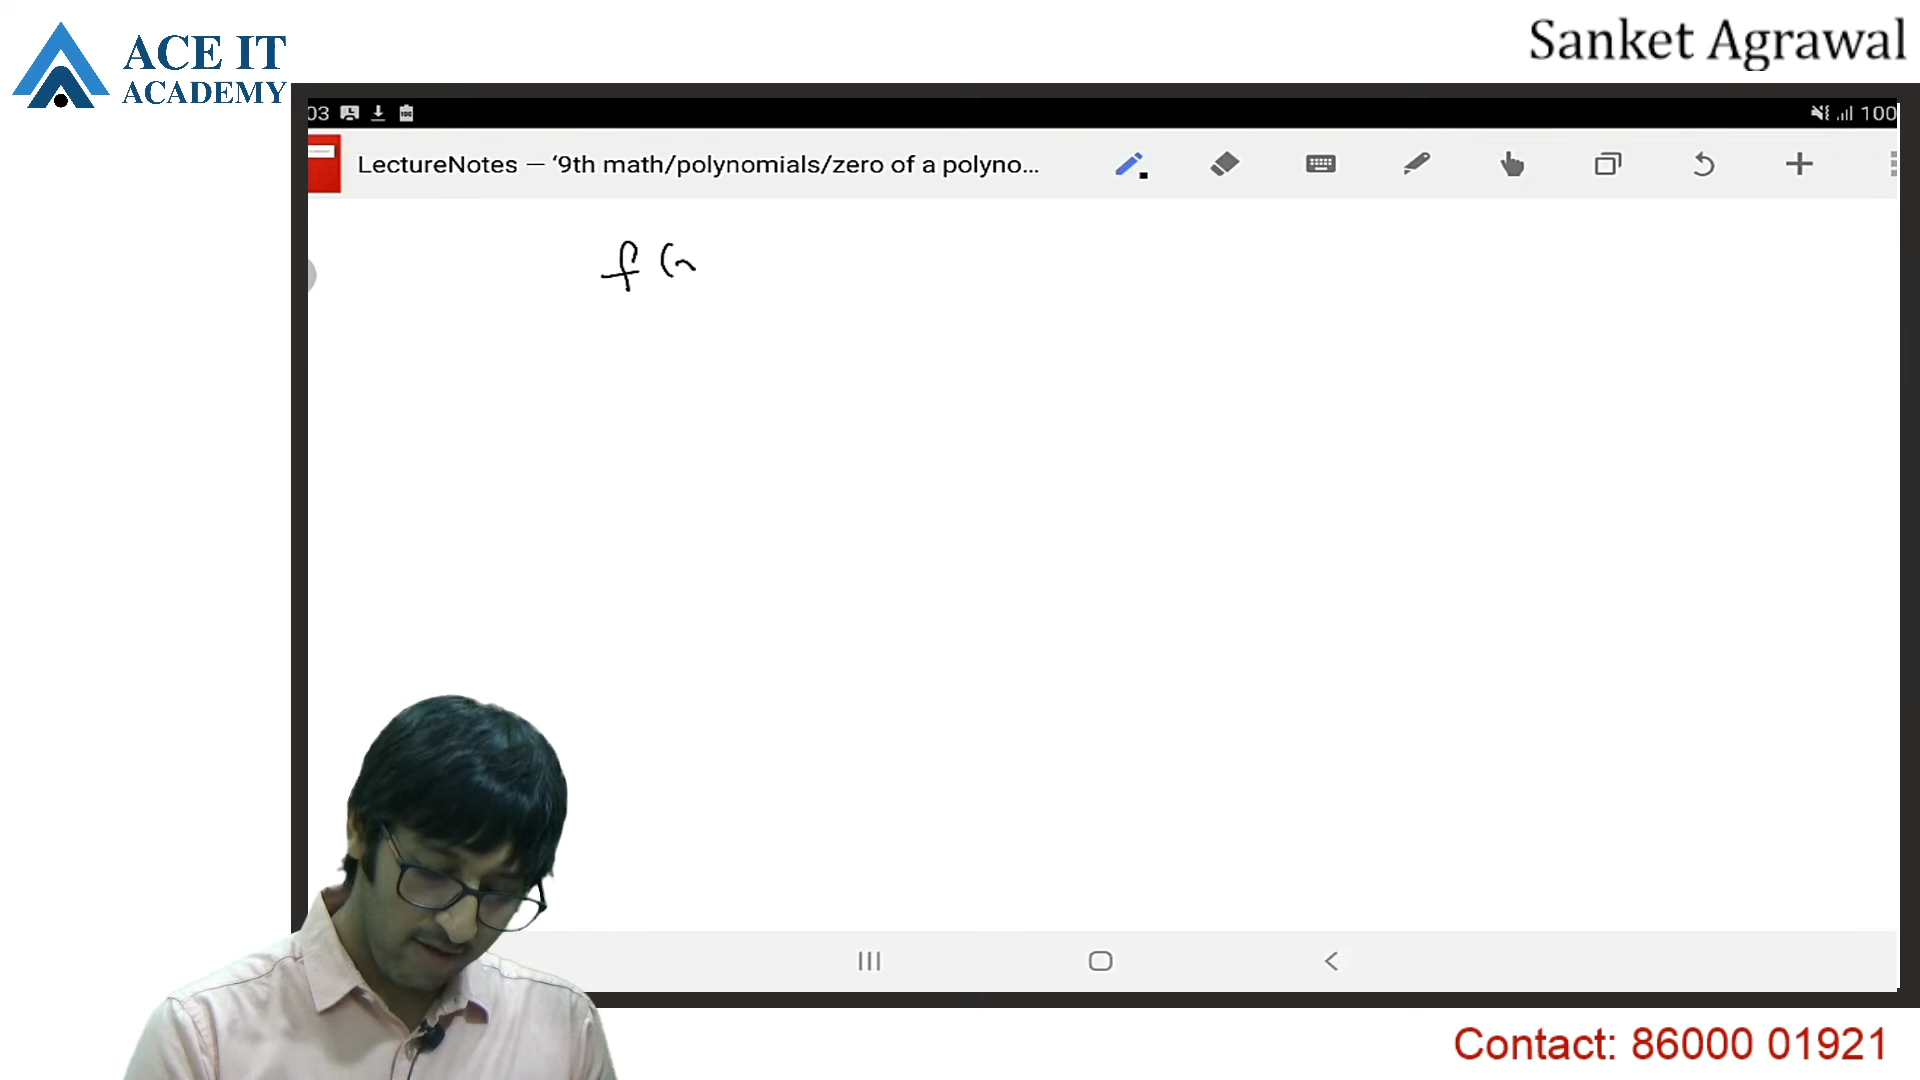 ACE IT
ACADEMY
Sanket Agrawal
03
100
LectureNotes — ‘9th math/polynomials/zero of a polyno...
f (
Contact: 86000 01921